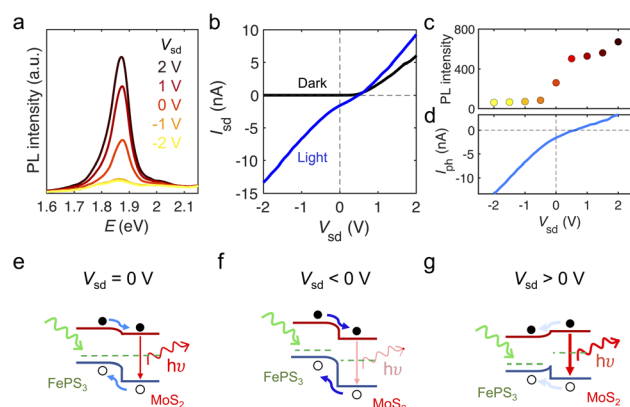 a
V_sd
2 V
1 V
0 V
-1 V
-2 V
PL intensity (a.u.)
1.6 1.7 1.8 1.9 2 2.1
E (eV)
b
10
5
0
-5
-10
-15
I_sd (nA)
Dark
Light
-2 -1 0 1 2
V_sd (V)
c
800
400
0
PL intensity
d
0
-5
-10
I_ph (nA)
-2 -1 0 1 2
V_sd (V)
e
V_sd = 0 V
FePS₃
MoS₂
hυ
f
V_sd < 0 V
FePS₃
hυ
g
V_sd > 0 V
FePS₃
MoS₂
hυ